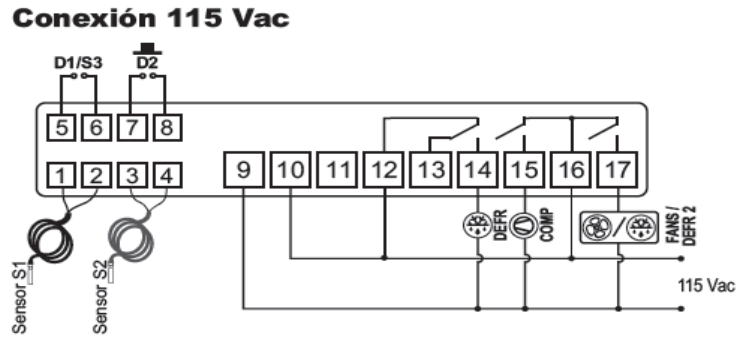 Conexión 115 Vac
D1/S3 D2
5 6 7 8
1 2 3 4 9 10 11 12 13 14 15 16 17
DEFR
COMP
FANS /
DEFR 2
/
Sensor S1
Sensor S2
115 Vac